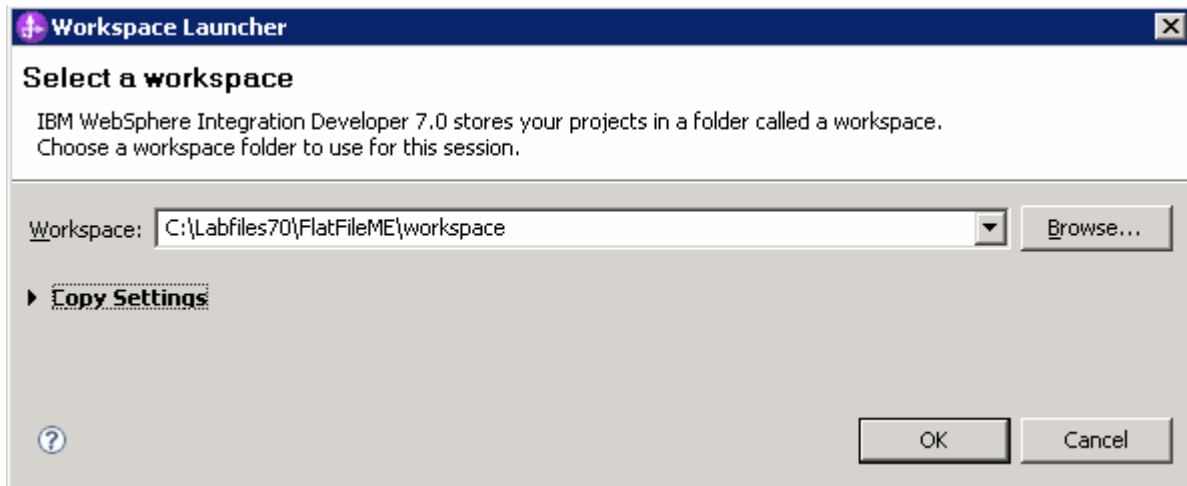 Workspace Launcher
Select a workspace
IBM WebSphere Integration Developer 7.0 stores your projects in a folder called a workspace.
Choose a workspace folder to use for this session.
Workspace: C:\Labfiles70\FlatFileME\workspace Browse...
Copy Settings
? OK Cancel